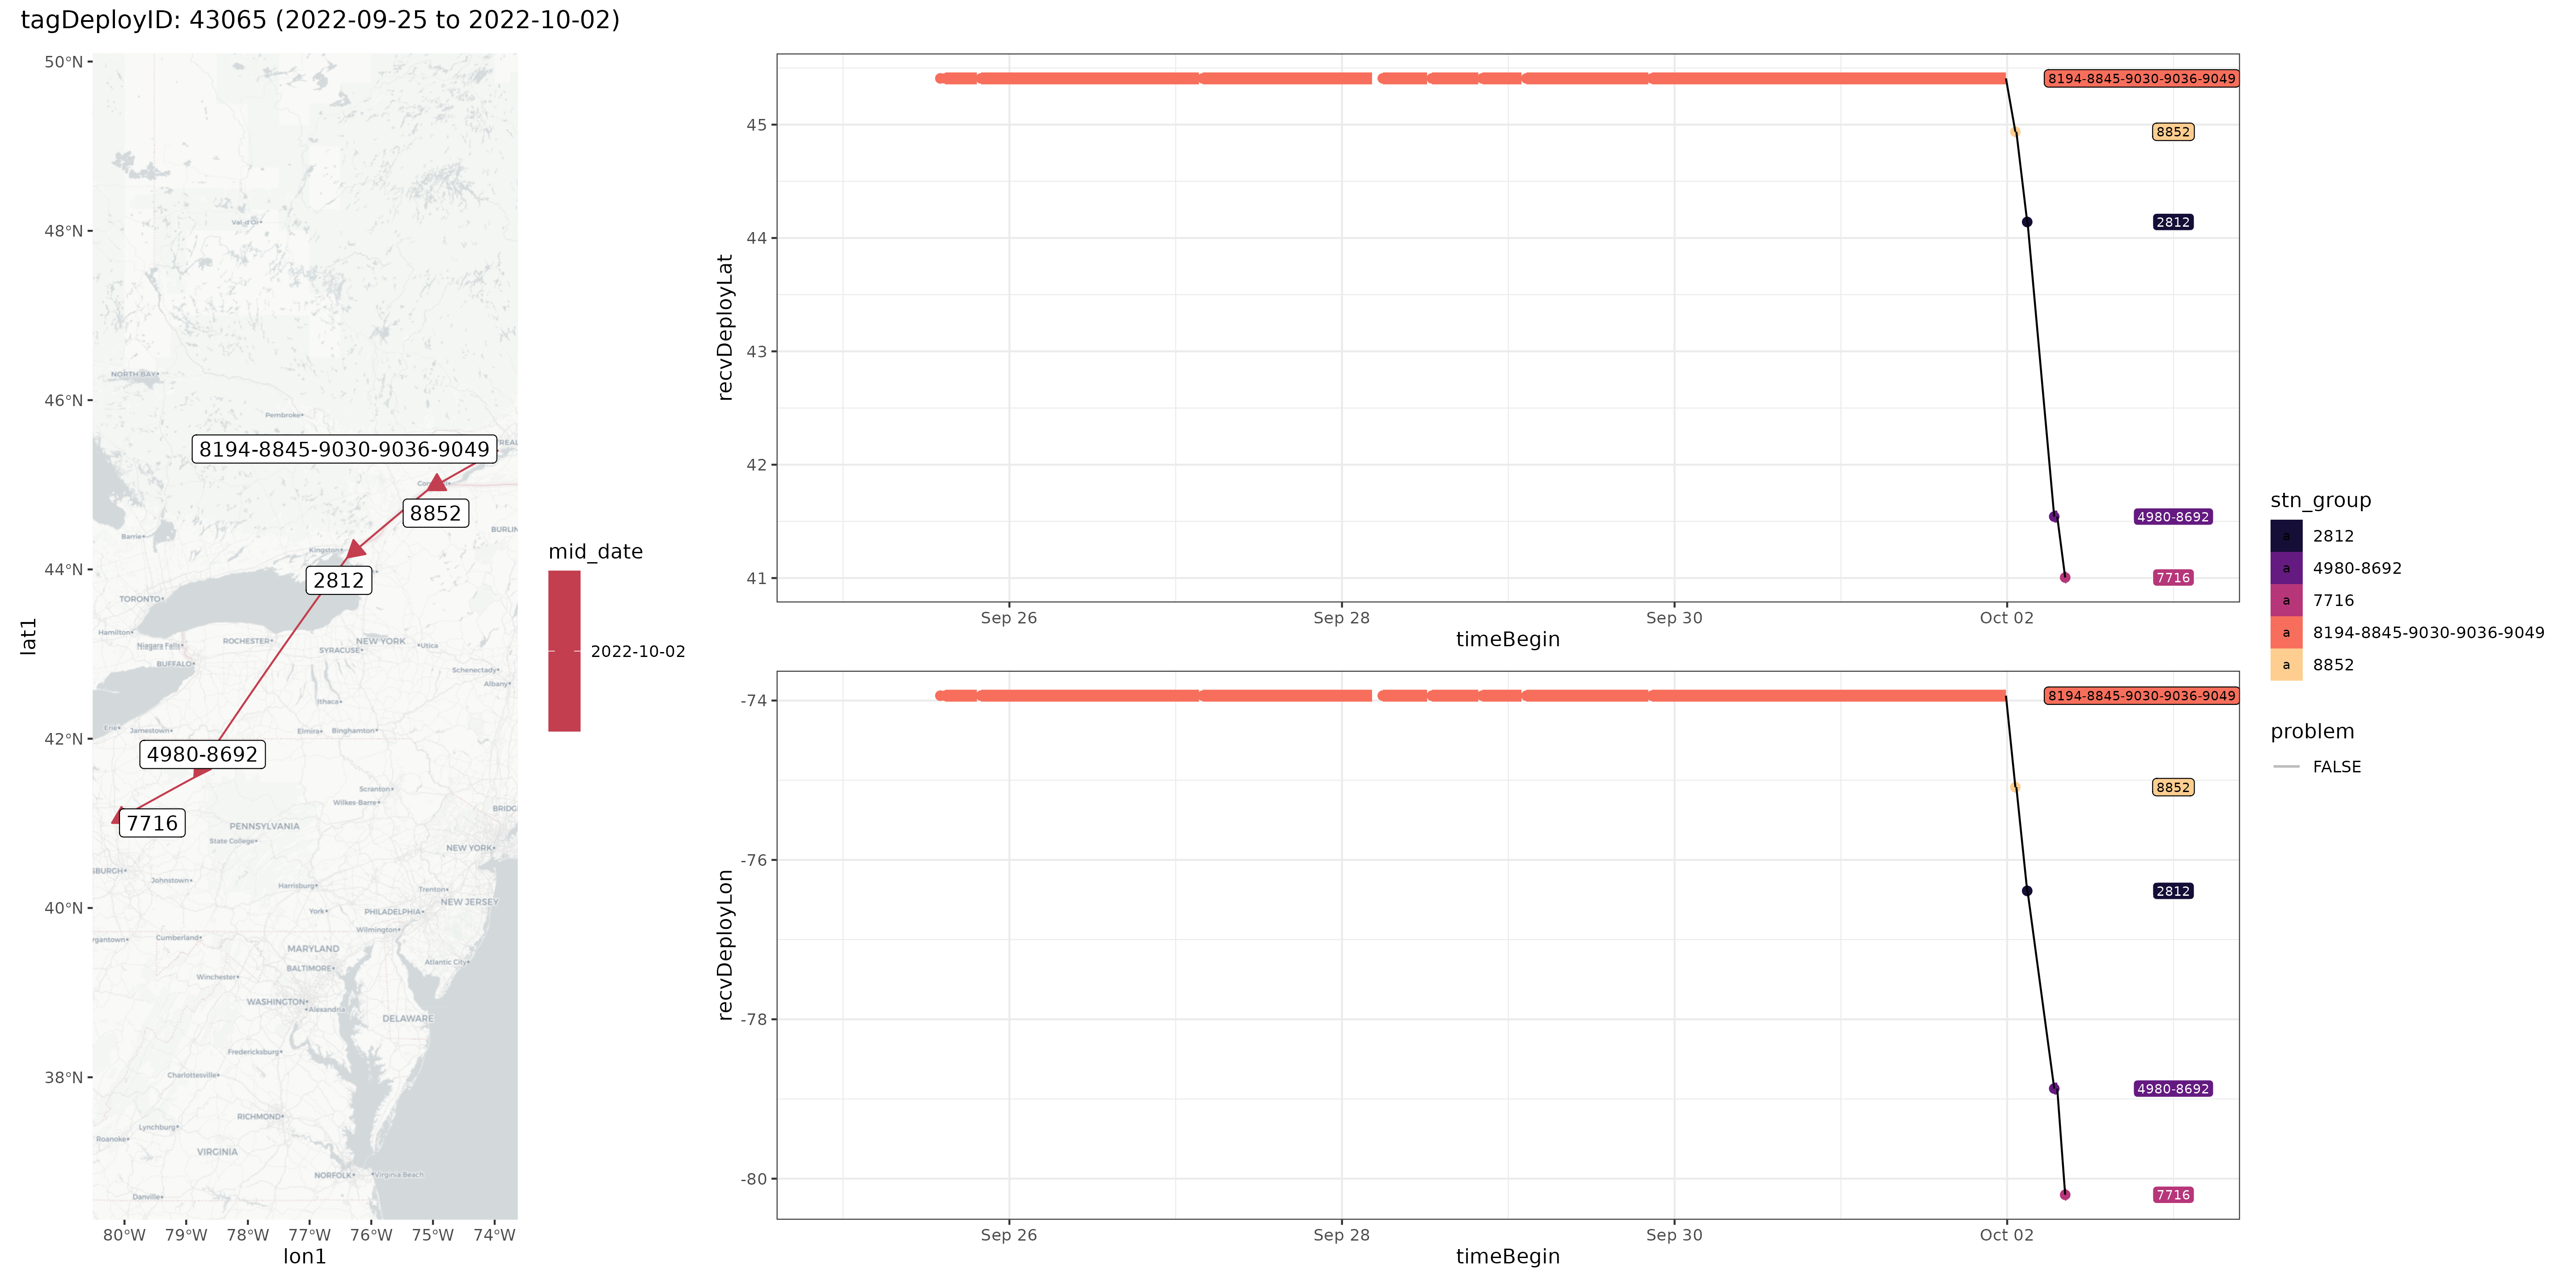 tagDeployID: 43065 (2022-09-25 to 2022-10-02)
lat1
50°N
48°N
46°N
44°N
42°N
40°N
38°N
Val-d'Or
NORTH BAY
Pembroke
8194-8845-9030-9036-9049
8852
Barrie
BURLIN
Kingston
2812
TORONTO
Hamilton
Niagara Falls
ROCHESTER
NEW YORK
SYRACUSE
Utica
BUFFALO
Schenectady
Albany
Ithaca
Erie
Jamestown
Elmira
Binghamton
4980-8692
Scranton
Wilkes-Barre
BRIDG
7716
PENNSYLVANIA
State College
NEW YORK
SBURGH
Johnstown
Harrisburg
Trenton
NEW JERSEY
York
PHILADELPHIA
Wilmington
rgantown
Cumberland
MARYLAND
BALTIMORE
Atlantic City
Winchester
WASHINGTON
Alexandria
DELAWARE
Fredericksburg
Charlottesville
RICHMOND
Lynchburg
Roanoke
VIRGINIA
NORFOLK
Virginia Beach
Danville
80°W 79°W 78°W 77°W 76°W 75°W 74°W
lon1
mid_date
2022-10-02
recvDeployLat
45
44
43
42
41
8194-8845-9030-9036-9049
8852
2812
4980-8692
7716
Sep 26 Sep 28 Sep 30 Oct 02
timeBegin
recvDeployLon
-74
-76
-78
-80
8194-8845-9030-9036-9049
8852
2812
4980-8692
7716
Sep 26 Sep 28 Sep 30 Oct 02
timeBegin
stn_group
a 2812
a 4980-8692
a 7716
a 8194-8845-9030-9036-9049
a 8852
problem
FALSE